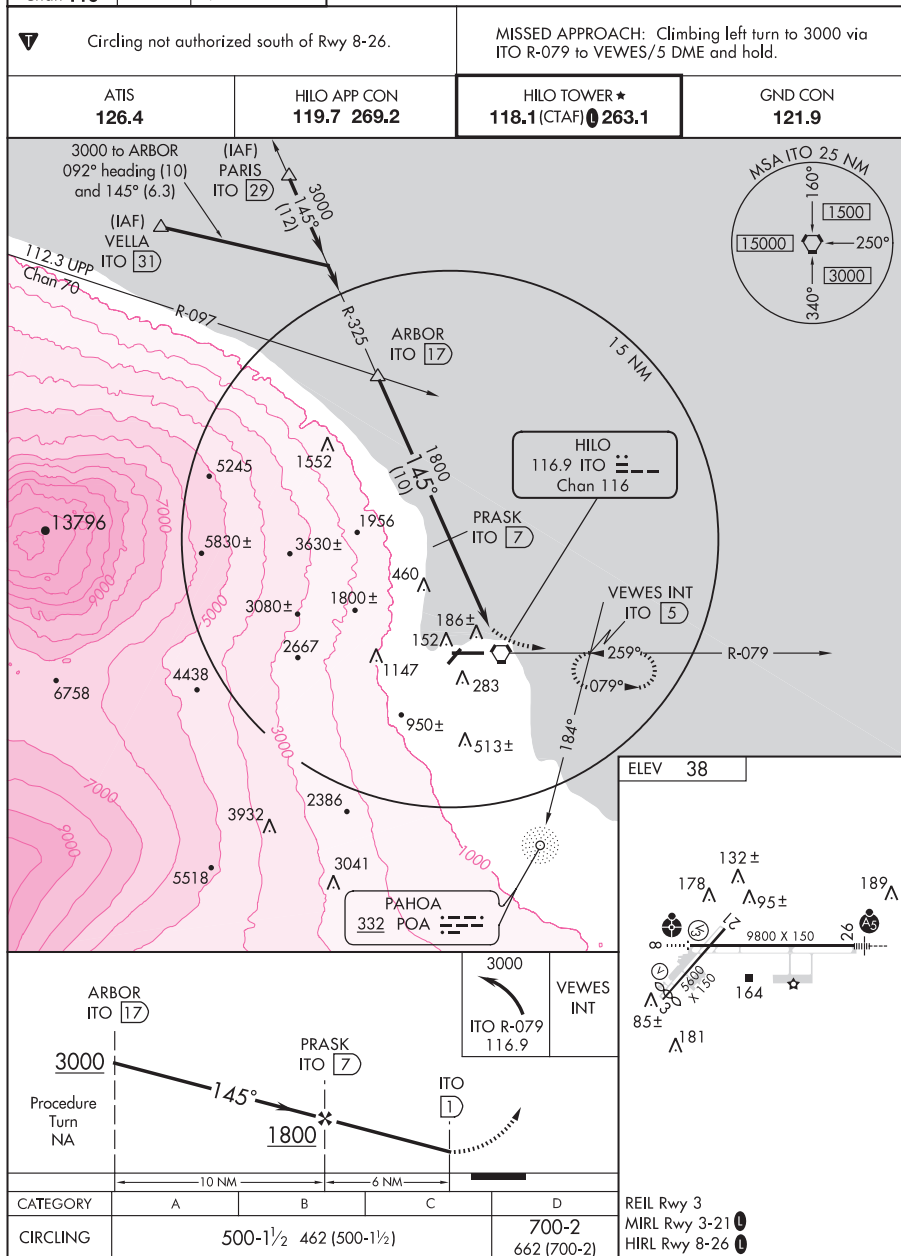 Circling not authorized south of Rwy 8-26.
MISSED APPROACH: Climbing left turn to 3000 via
ITO R-079 to VEWES/5 DME and hold.
ATIS
126.4
HILO APP CON
119.7 269.2
HILO TOWER★
118.1 (CTAF) L 263.1
GND CON
121.9
3000 to ARBOR
092° heading (10)
and 145° (6.3)
(IAF)
PARIS
ITO 29
3000
145°
(12)
(IAF)
VELLA
ITO 31
112.3 UPP
Chan 70
R-097
R-325
ARBOR
ITO 17
15 NM
MSA ITO 25 NM
160°
1500
15000
250°
3000
340°
1800
145°
(10)
HILO
116.9 ITO
Chan 116
PRASK
ITO 7
VEWES INT
ITO 5
259°
079°
R-079
184°
1552
5245
7000
13796
5830±
3630±
1956
460
9000
5000
3080±
1800±
186±
152
2667
1147
6758
4438
283
950±
513±
3000
7000
3932
2386
9000
3041
1000
5518
PAHOA
332 POA
ELEV 38
132±
178
95±
189
21
V5
A5
8
9800 X 150
26
V
5600
X 150
3
164
85±
181
3000
ITO R-079
116.9
VEWES
INT
ARBOR
ITO 17
PRASK
ITO 7
ITO
1
3000
145°
1800
Procedure
Turn
NA
10 NM
6 NM
CATEGORY A B C D
CIRCLING 500-1½ 462 (500-1½) 700-2
662 (700-2)
REIL Rwy 3
MIRL Rwy 3-21 L
HIRL Rwy 8-26 L